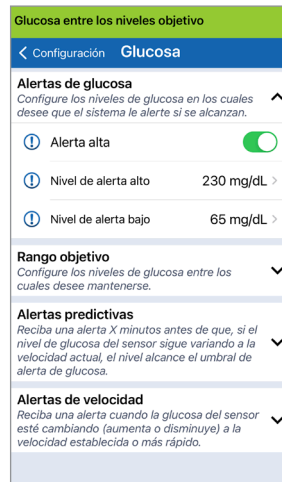 Glucosa entre los niveles objetivo
Configuración Glucosa
Alertas de glucosa
Configure los niveles de glucosa en los cuales
desee que el sistema le alerte si se alcanzan.
Alerta alta
Nivel de alerta alto 230 mg/dL
Nivel de alerta bajo 65 mg/dL
Rango objetivo
Configure los niveles de glucosa entre los
cuales desee mantenerse.
Alertas predictivas
Reciba una alerta X minutos antes de que, si el
nivel de glucosa del sensor sigue variando a la
velocidad actual, el nivel alcance el umbral de
alerta de glucosa.
Alertas de velocidad
Reciba una alerta cuando la glucosa del sensor
esté cambiando (aumenta o disminuye) a la
velocidad establecida o más rápido.